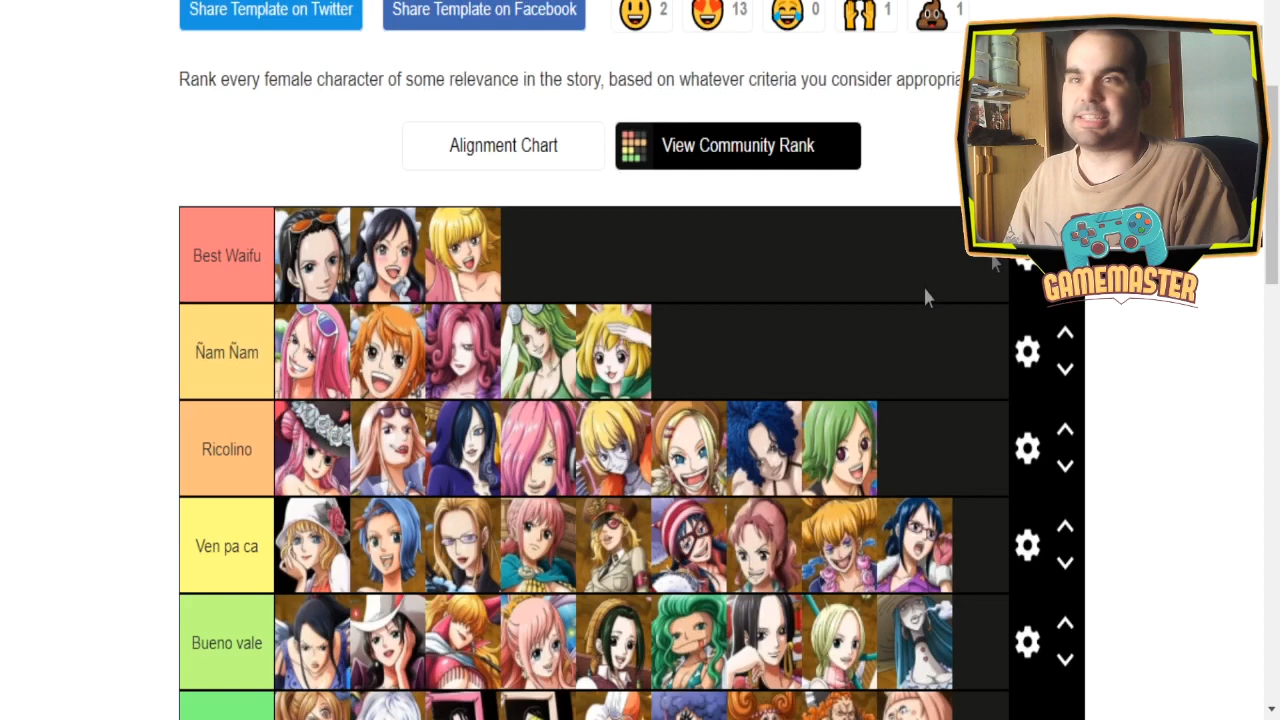 Share Template on Twitter
Share Template on Facebook
2
13
0
1
1
Rank every female character of some relevance in the story, based on whatever criteria you consider appropria
Alignment Chart
View Community Rank
Best Waifu
Ñam Ñam
Ricolino
Ven pa ca
Bueno vale
GAMEMASTER